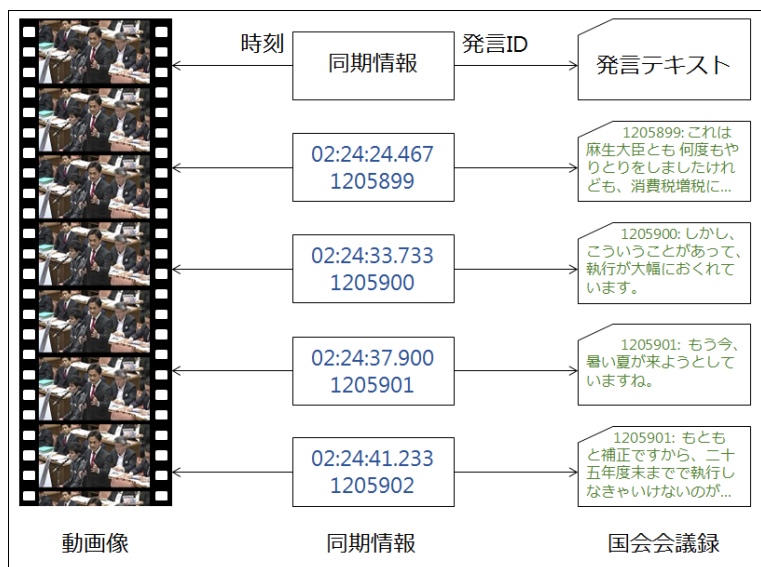 時刻
同期情報
発言ID
発言テキスト
02:24:24.467
1205899
1205899: これは
麻生大臣とも 何度もや
りとりをしましたけれ
ども、消費税増税に...
02:24:33.733
1205900
1205900: しかし、
こういうことがあって、
執行が大幅におくれて
います。
02:24:37.900
1205901
1205901: もう今、
暑い夏が来ようとして
いますね。
02:24:41.233
1205902
1205901: もとも
と補正ですから、二十
五年度末までで執行し
なきゃいけないのが...
動画像
同期情報
国会会議録